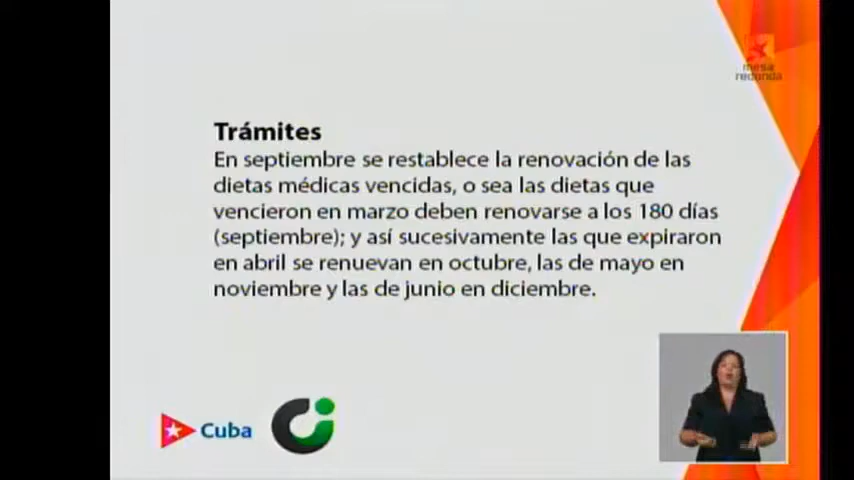 mesa
redonda
Trámites
En septiembre se restablece la renovación de las
dietas médicas vencidas, o sea las dietas que
vencieron en marzo deben renovarse a los 180 días
(septiembre); y así sucesivamente las que expiraron
en abril se renuevan en octubre, las de mayo en
noviembre y las de junio en diciembre.
Cuba